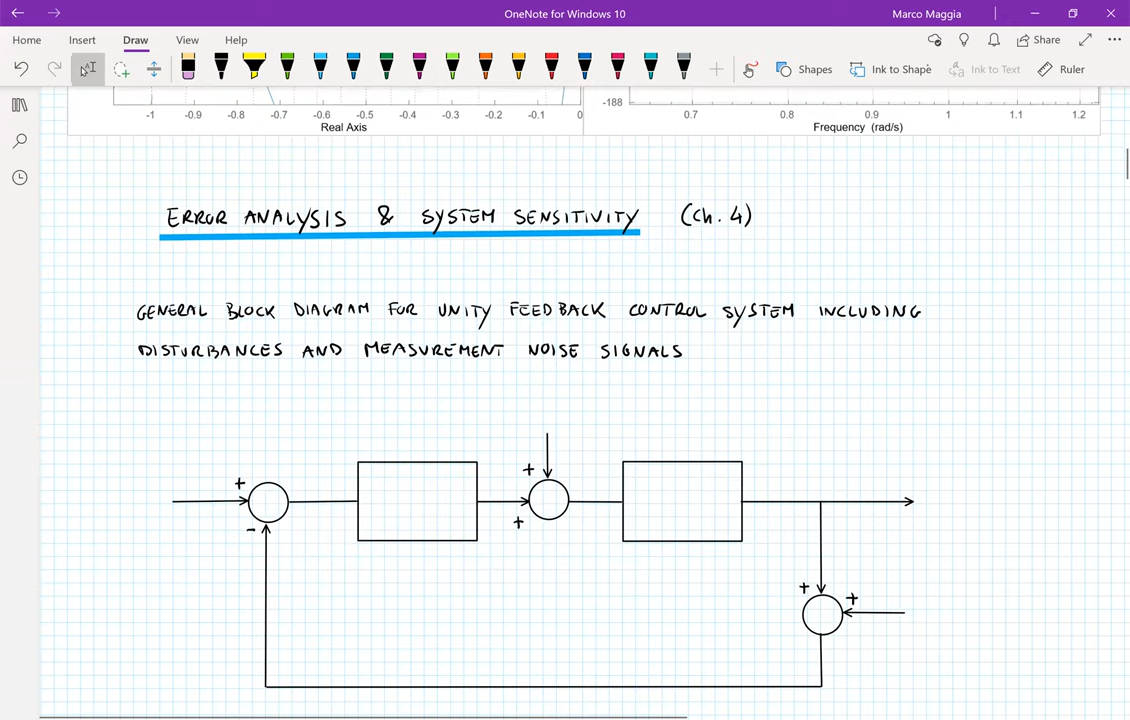 OneNote for Windows 10
Marco Maggia
Home Insert Draw View Help
Share
Shapes Ink to Shape Ink to Text Ruler
-1 -0.9 -0.8 -0.7 -0.6 -0.5 -0.4 -0.3 -0.2 -0.1 0
Real Axis
-188
0.7 0.8 0.9 1 1.1 1.2
Frequency (rad/s)
ERROR ANALYSIS & SYSTEM SENSITIVITY (Ch. 4)
GENERAL BLOCK DIAGRAM FOR UNITY FEEDBACK CONTROL SYSTEM INCLUDING
DISTURBANCES AND MEASUREMENT NOISE SIGNALS
+ +
- +
+ +